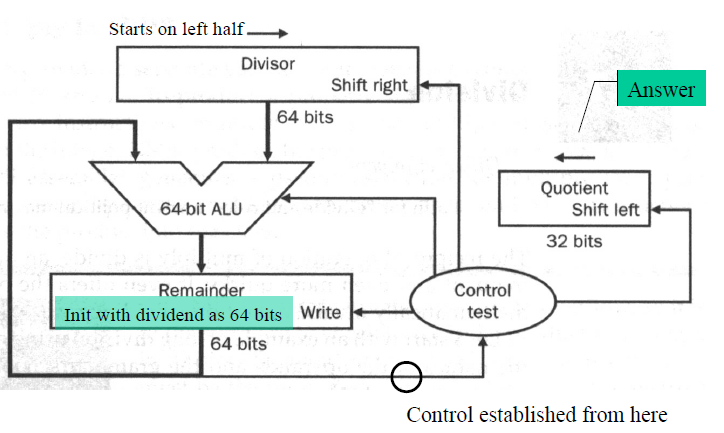 Starts on left half
Divisor
Shift right
64 bits
Answer
64-bit ALU
Quotient
Shift left
32 bits
Remainder
Init with dividend as 64 bits
Write
64 bits
Control
test
Control established from here